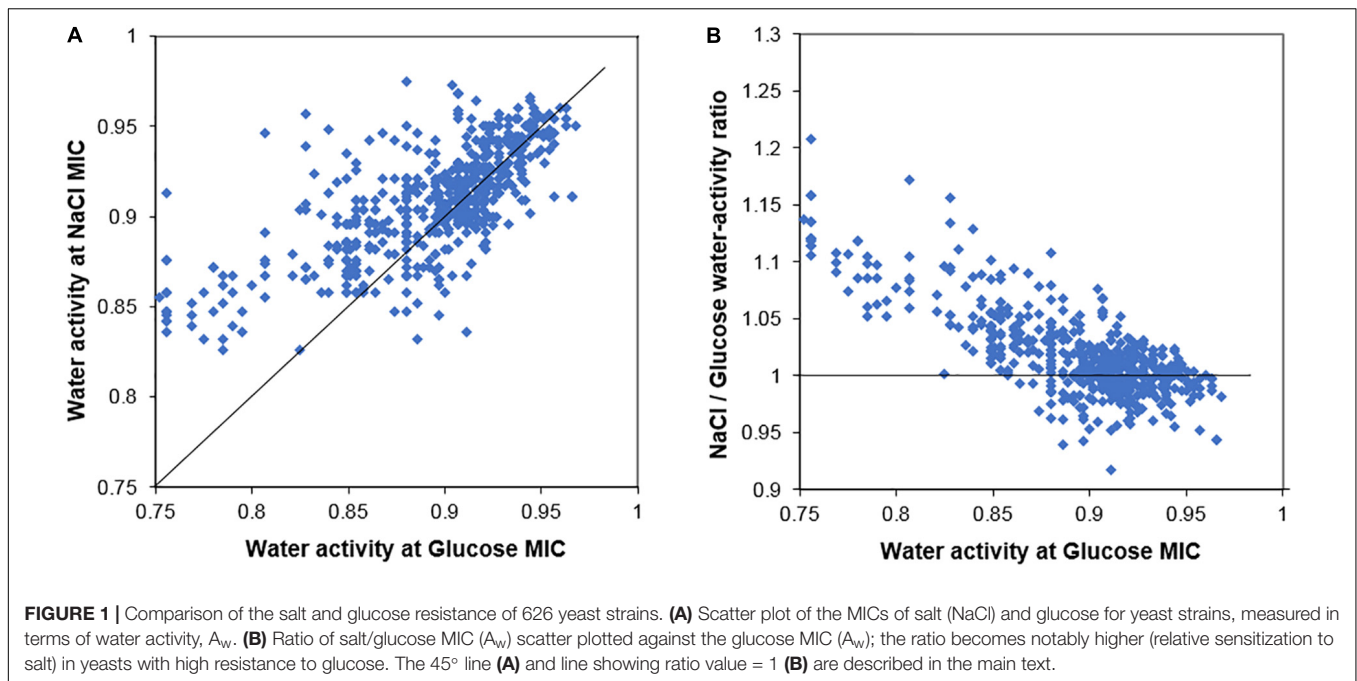 A
1
0.95
0.9
0.85
0.8
0.75
0.75 0.8 0.85 0.9 0.95 1
Water activity at NaCl MIC
Water activity at Glucose MIC
B
1.3
1.25
1.2
1.15
1.1
1.05
1
0.95
0.9
0.75 0.8 0.85 0.9 0.95 1
NaCl / Glucose water-activity ratio
Water activity at Glucose MIC
FIGURE 1 | Comparison of the salt and glucose resistance of 626 yeast strains. (A) Scatter plot of the MICs of salt (NaCl) and glucose for yeast strains, measured in
terms of water activity, Aw. (B) Ratio of salt/glucose MIC (Aw) scatter plotted against the glucose MIC (Aw); the ratio becomes notably higher (relative sensitization to
salt) in yeasts with high resistance to glucose. The 45° line (A) and line showing ratio value = 1 (B) are described in the main text.